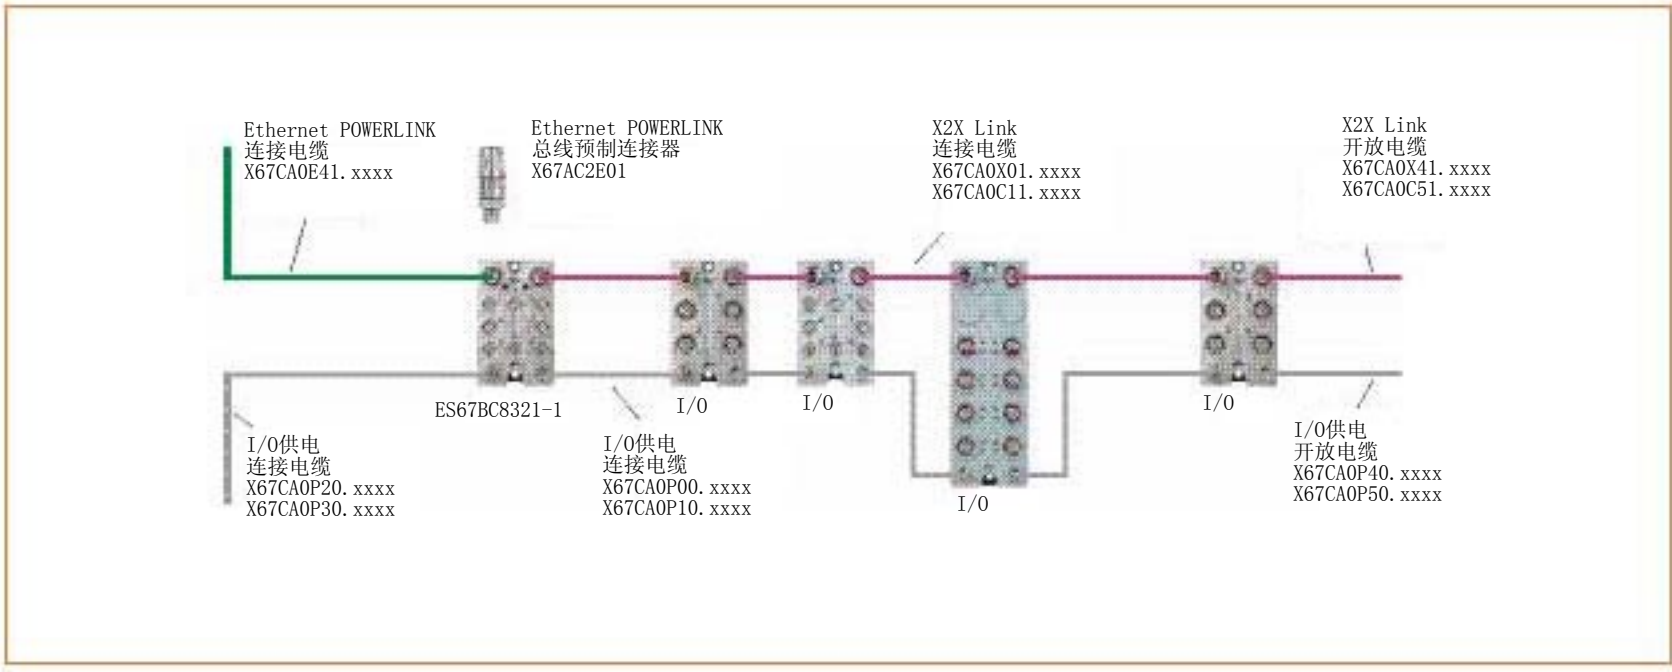 Ethernet POWERLINK
连接电缆
X67CA0E41.xxxx
Ethernet POWERLINK
总线预制连接器
X67AC2E01
X2X Link
连接电缆
X67CA0X01.xxxx
X67CA0C11.xxxx
X2X Link
开放电缆
X67CA0X41.xxxx
X67CA0C51.xxxx
ES67BC8321-1
I/O
I/O
I/O
I/O
I/O供电
连接电缆
X67CA0P20.xxxx
X67CA0P30.xxxx
I/O供电
连接电缆
X67CA0P00.xxxx
X67CA0P10.xxxx
I/O供电
开放电缆
X67CA0P40.xxxx
X67CA0P50.xxxx